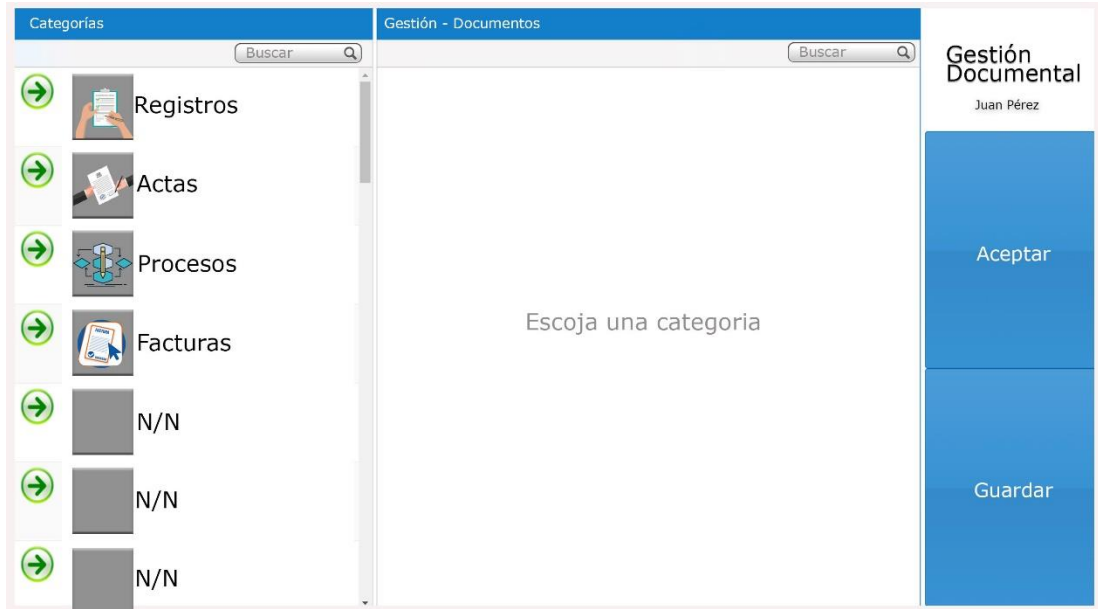 Categorías
Buscar
Registros
Actas
Procesos
Facturas
N/N
N/N
N/N
Gestión - Documentos
Buscar
Escoja una categoria
Gestión
Documental
Juan Pérez
Aceptar
Guardar